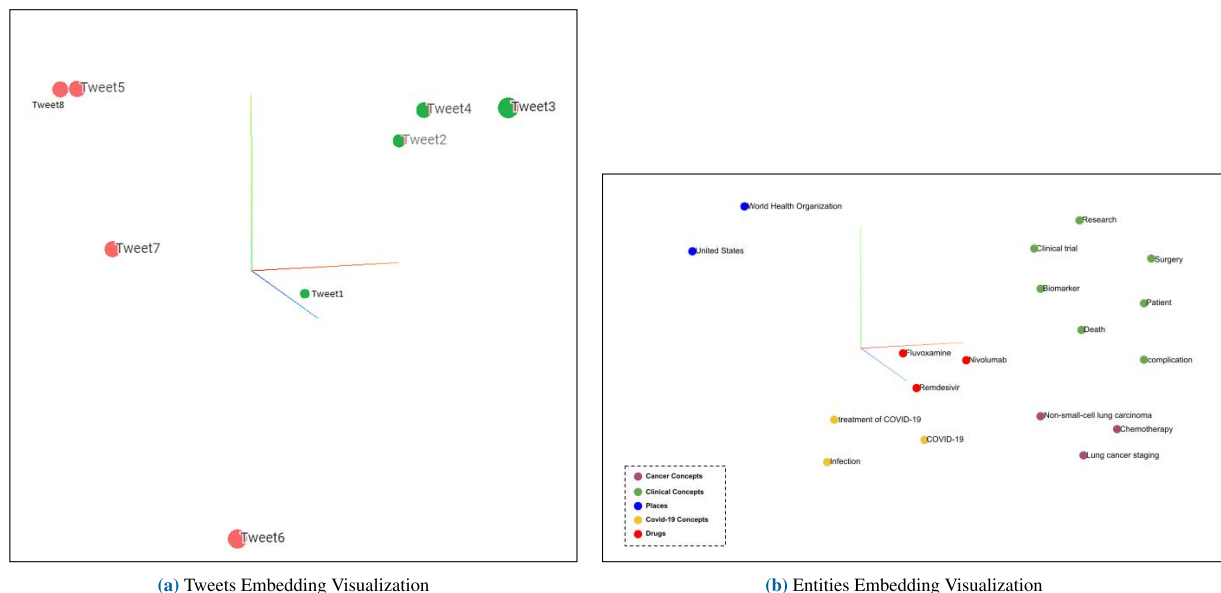 Tweet5
Tweet8
Tweet4
Tweet3
Tweet2
Tweet7
Tweet1
Tweet6
(a) Tweets Embedding Visualization
World Health Organization
United States
Research
Clinical trial
Surgery
Biomarker
Patient
Death
Fluvoxamine
Nivolumab
complication
Remdesivir
treatment of COVID-19
Non-small-cell lung carcinoma
Chemotherapy
COVID-19
Lung cancer staging
Infection
Cancer Concepts
Clinical Concepts
Places
Covid-19 Concepts
Drugs
(b) Entities Embedding Visualization